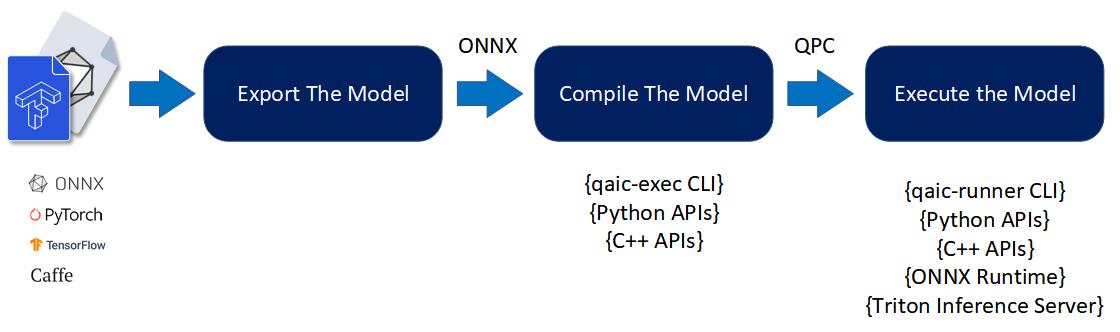 ONNX
QPC
Export The Model
Compile The Model
Execute the Model
ONNX
PyTorch
TensorFlow
Caffe
{qaic-exec CLI}
{Python APIs}
{C++ APIs}
{qaic-runner CLI}
{Python APIs}
{C++ APIs}
{ONNX Runtime}
{Triton Inference Server}